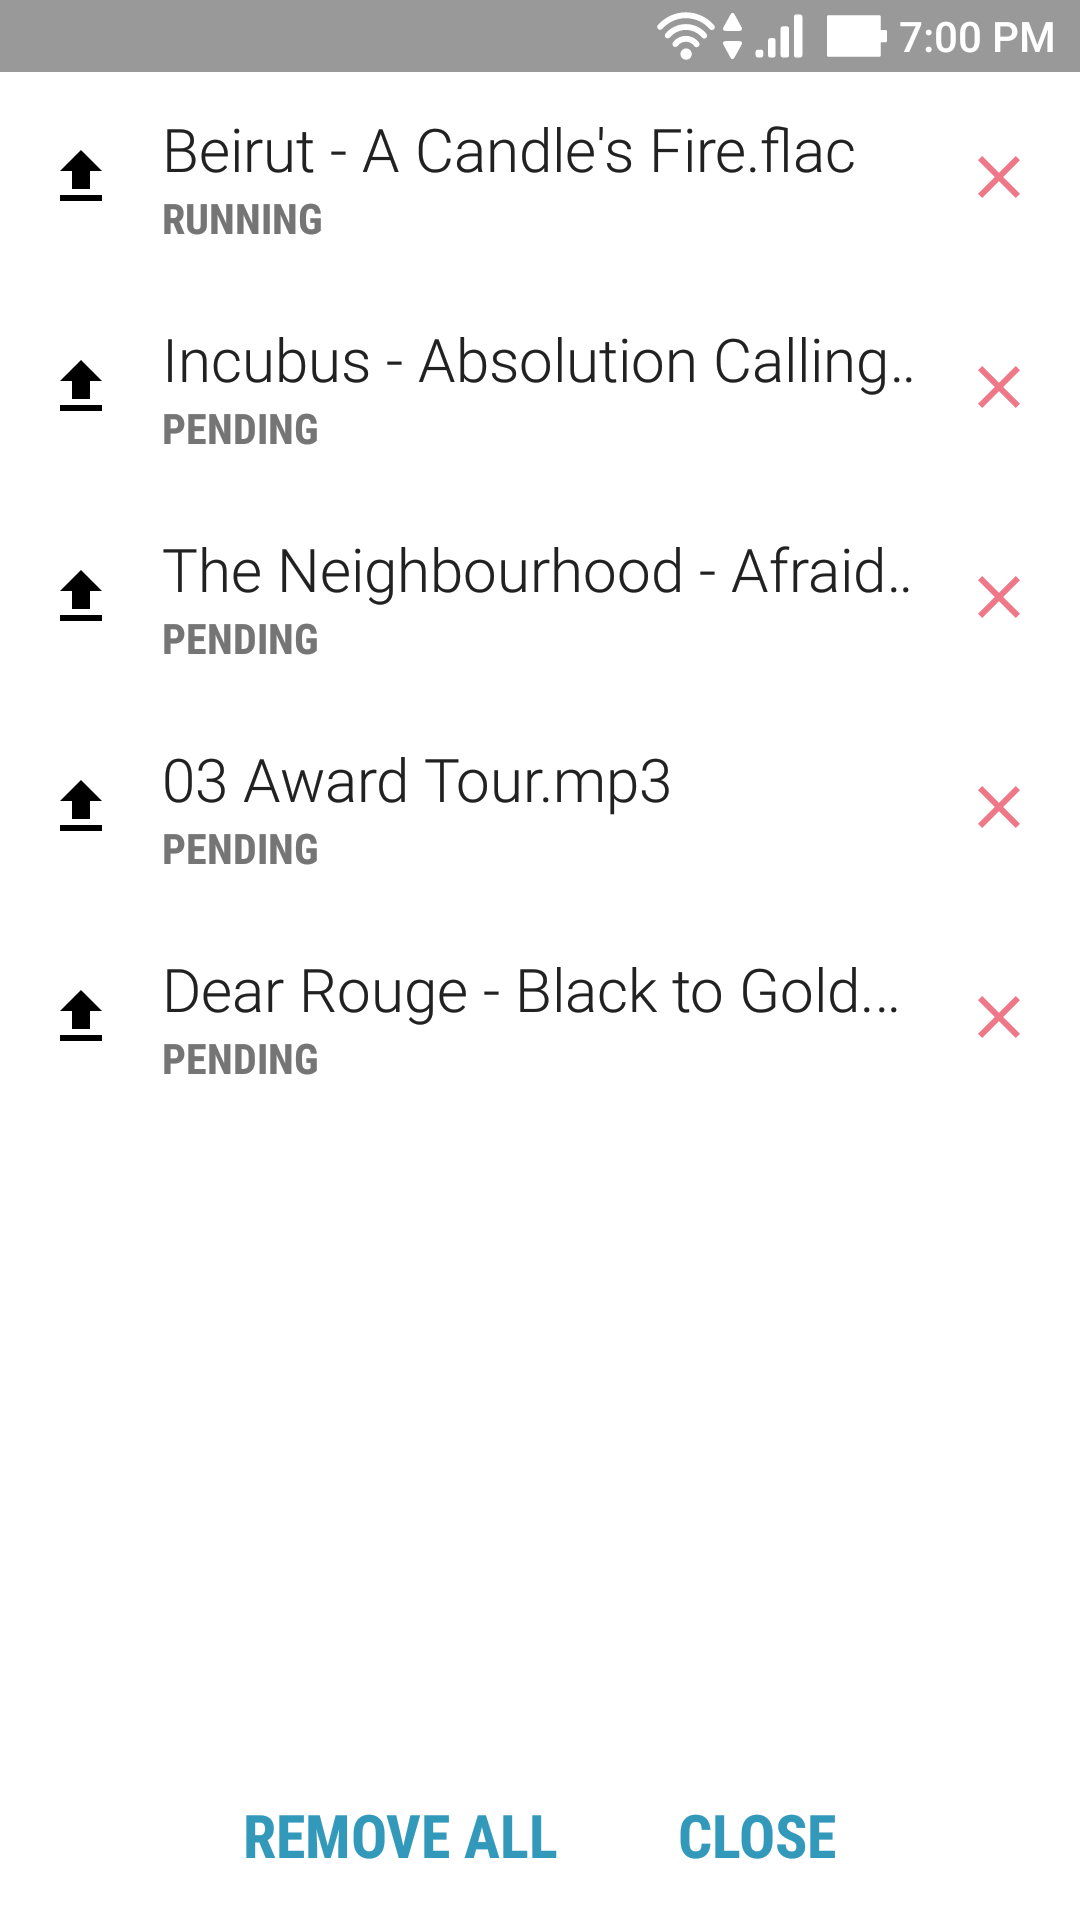 7:00 PM
Beirut - A Candle's Fire.flac
RUNNING
Incubus - Absolution Calling..
PENDING
The Neighbourhood - Afraid..
PENDING
03 Award Tour.mp3
PENDING
Dear Rouge - Black to Gold...
PENDING
REMOVE ALL CLOSE